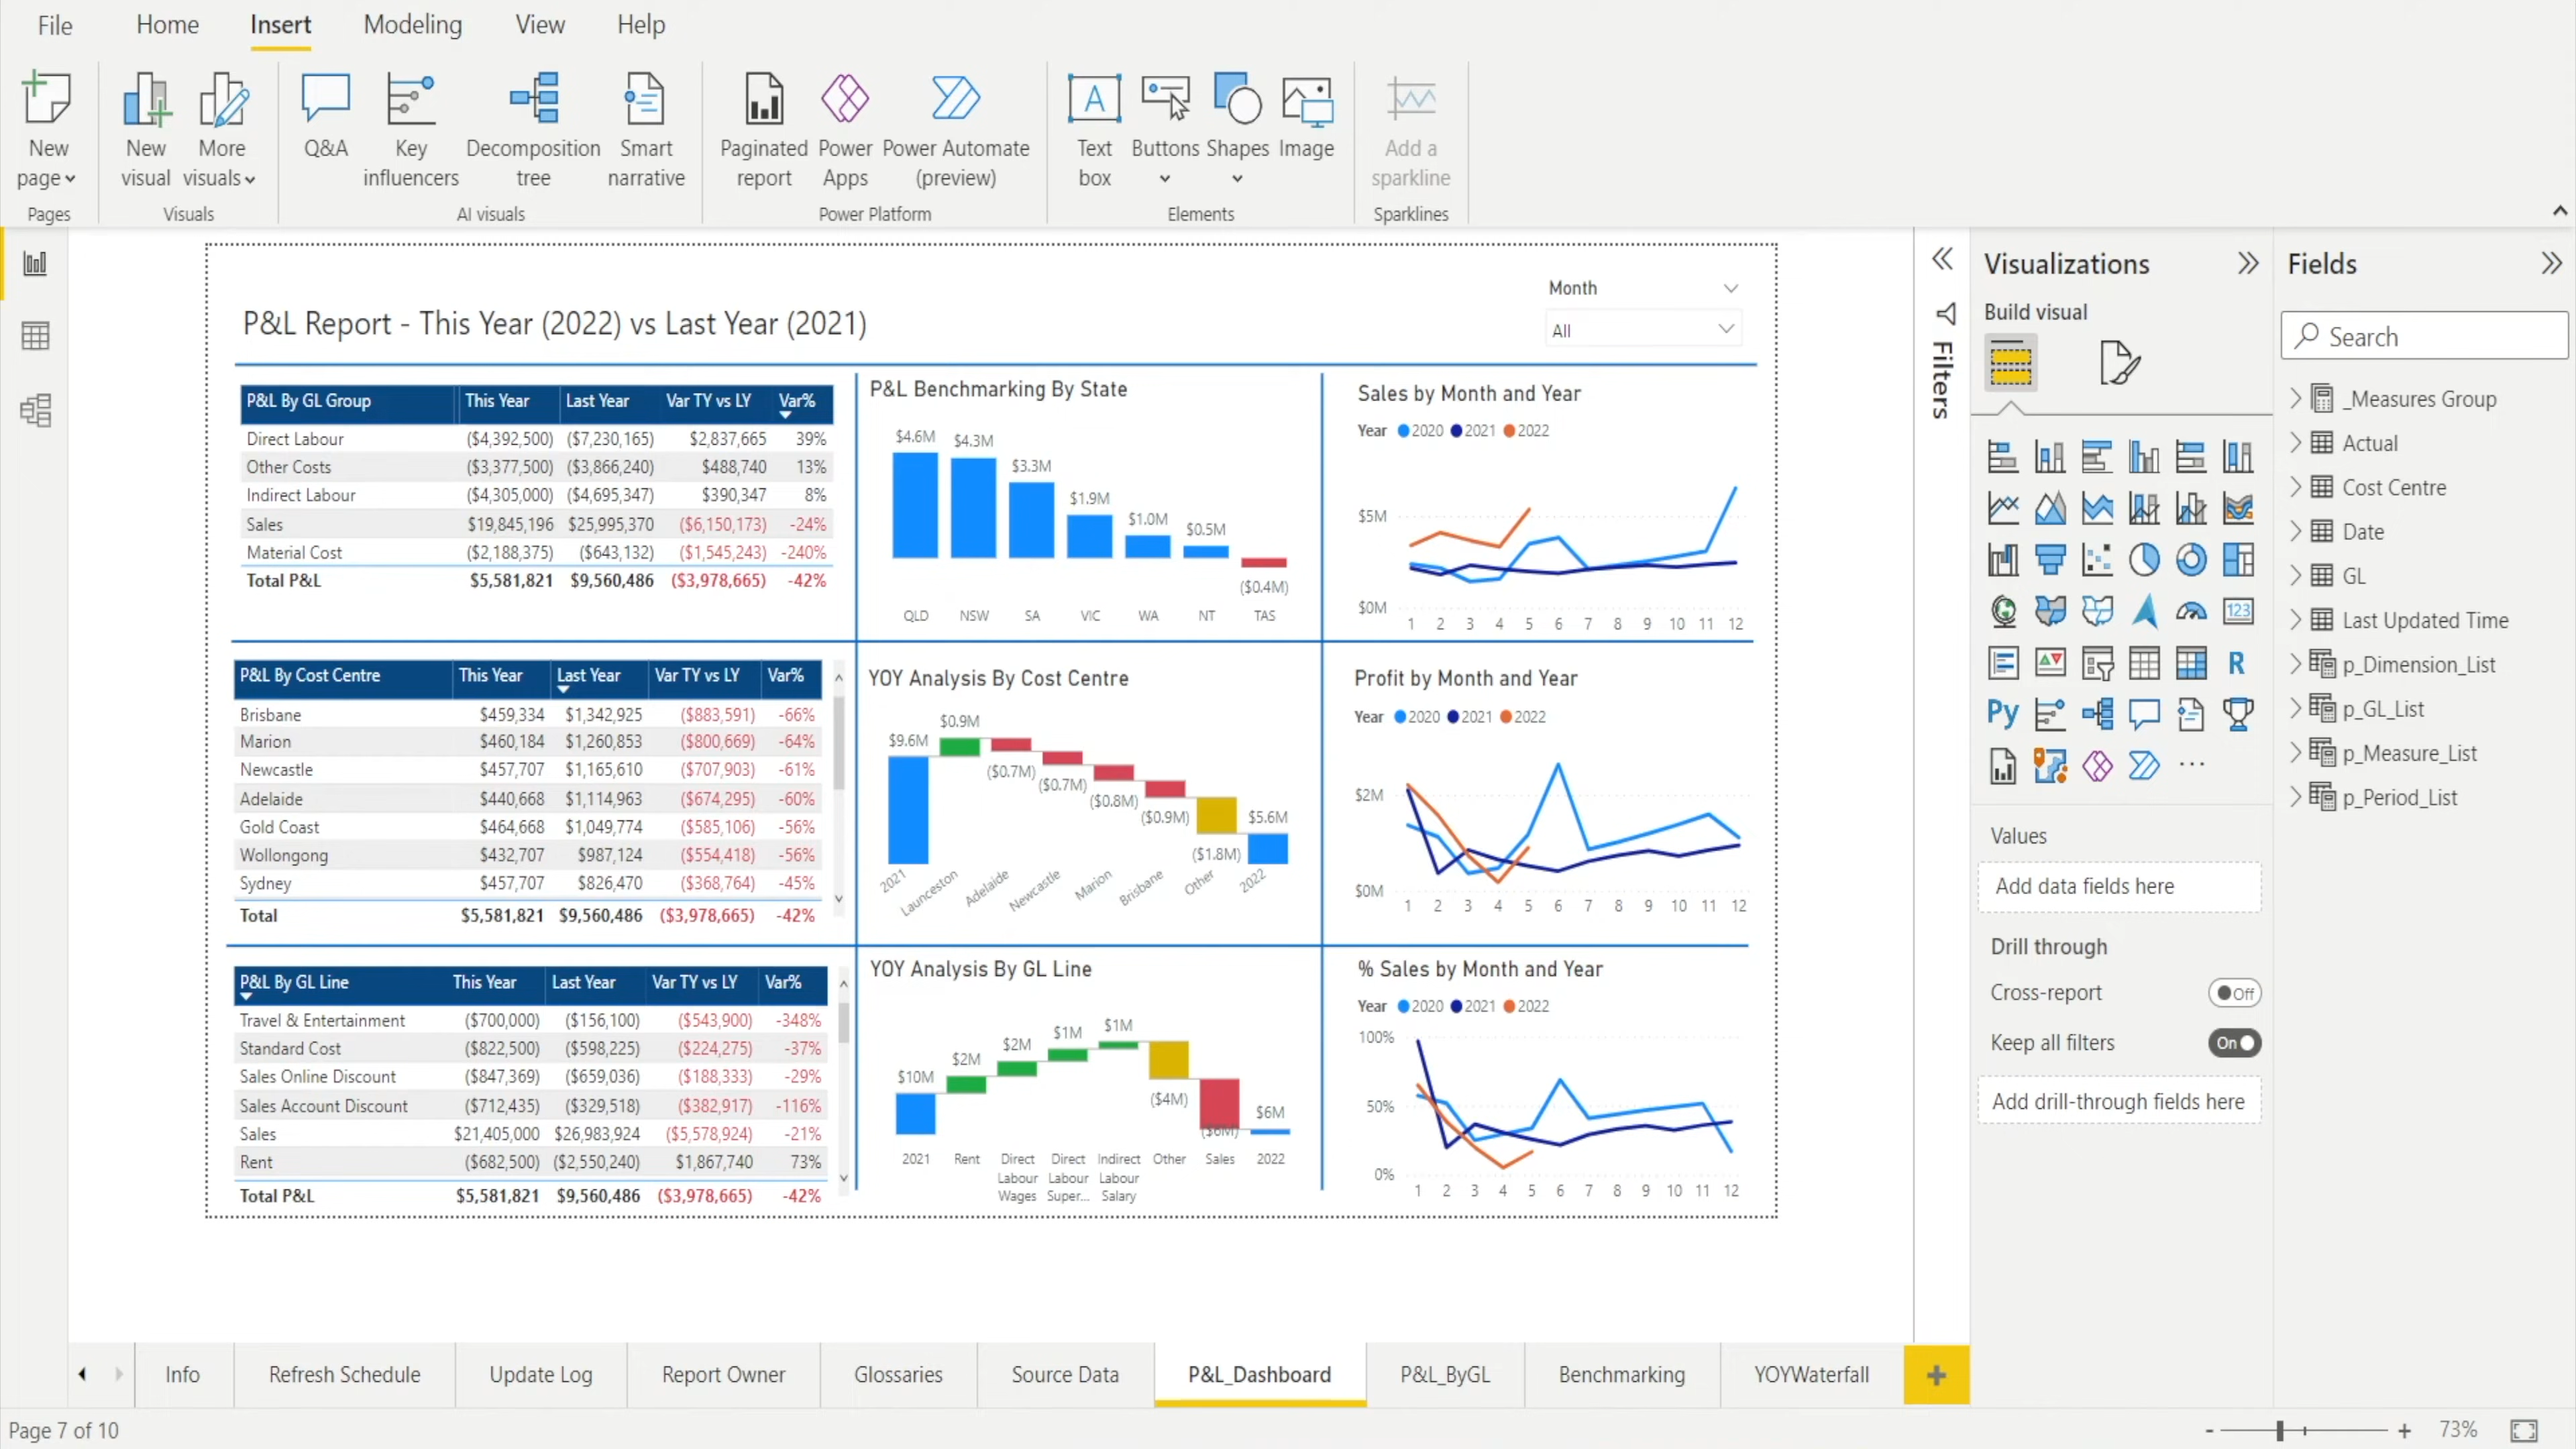 File Home Insert Modeling View Help
New page
New visual
More visuals
Q&A
Key influencers
Decomposition tree
Smart narrative
Paginated report
Power Apps
Power Automate (preview)
Text box
Buttons
Shapes
Image
Add a sparkline
Pages Visuals AI visuals Power Platform Elements Sparklines
P&L Report - This Year (2022) vs Last Year (2021)
Month
All
P&L By GL Group This Year Last Year Var TY vs LY Var%
Direct Labour ($4,392,500) ($7,230,165) $2,837,665 39%
Other Costs ($3,377,500) ($3,866,240) $488,740 13%
Indirect Labour ($4,305,000) ($4,695,347) $390,347 8%
Sales $19,845,196 $25,995,370 ($6,150,173) -24%
Material Cost ($2,188,375) ($643,132) ($1,545,243) -240%
Total P&L $5,581,821 $9,560,486 ($3,978,665) -42%
P&L Benchmarking By State
$4.6M $4.3M $3.3M $1.9M $1.0M $0.5M ($0.4M)
QLD NSW SA VIC WA NT TAS
Sales by Month and Year
Year 2020 2021 2022
$5M
$0M
1 2 3 4 5 6 7 8 9 10 11 12
P&L By Cost Centre This Year Last Year Var TY vs LY Var%
Brisbane $459,334 $1,342,925 ($883,591) -66%
Marion $460,184 $1,260,853 ($800,669) -64%
Newcastle $457,707 $1,165,610 ($707,903) -61%
Adelaide $440,668 $1,114,963 ($674,295) -60%
Gold Coast $464,668 $1,049,774 ($585,106) -56%
Wollongong $432,707 $987,124 ($554,418) -56%
Sydney $457,707 $826,470 ($368,764) -45%
Total $5,581,821 $9,560,486 ($3,978,665) -42%
YOY Analysis By Cost Centre
$9.6M $0.9M ($0.7M) ($0.7M) ($0.8M) ($0.9M) ($1.8M) $5.6M
2021 Launceston Adelaide Newcastle Marion Brisbane Other 2022
Profit by Month and Year
Year 2020 2021 2022
$2M
$0M
1 2 3 4 5 6 7 8 9 10 11 12
P&L By GL Line This Year Last Year Var TY vs LY Var%
Travel & Entertainment ($700,000) ($156,100) ($543,900) -348%
Standard Cost ($822,500) ($598,225) ($224,275) -37%
Sales Online Discount ($847,369) ($659,036) ($188,333) -29%
Sales Account Discount ($712,435) ($329,518) ($382,917) -116%
Sales $21,405,000 $26,983,924 ($5,578,924) -21%
Rent ($682,500) ($2,550,240) $1,867,740 73%
Total P&L $5,581,821 $9,560,486 ($3,978,665) -42%
YOY Analysis By GL Line
$10M $2M $2M $1M $1M ($4M) ($6M) $6M
2021 Rent Direct Labour Wages Direct Labour Super... Indirect Labour Salary Other Sales 2022
% Sales by Month and Year
Year 2020 2021 2022
100%
50%
0%
1 2 3 4 5 6 7 8 9 10 11 12
Filters
Visualizations
Build visual
123
R
Py
...
Values
Add data fields here
Drill through
Cross-report Off
Keep all filters On
Add drill-through fields here
Fields
Search
_Measures Group
Actual
Cost Centre
Date
GL
Last Updated Time
p_Dimension_List
p_GL_List
p_Measure_List
p_Period_List
Info Refresh Schedule Update Log Report Owner Glossaries Source Data P&L_Dashboard P&L_ByGL Benchmarking YOYWaterfall +
Page 7 of 10
- + 73%